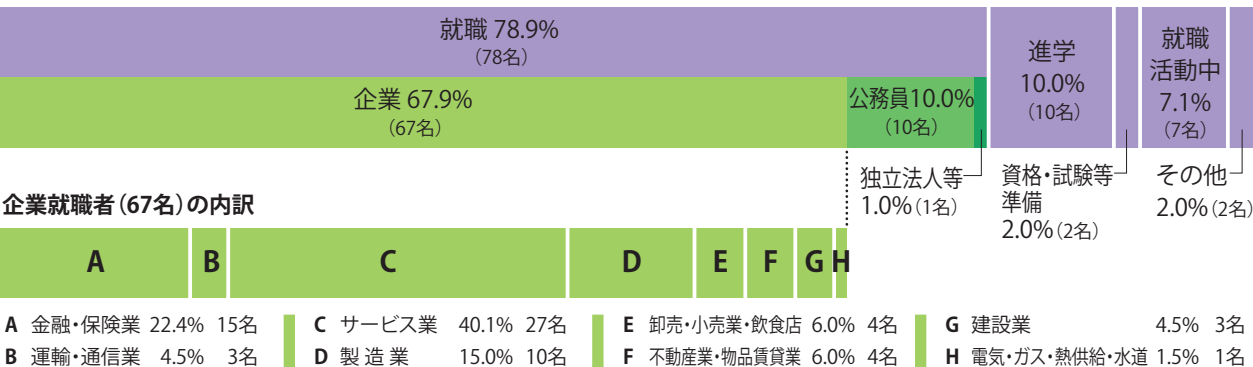 就職 78.9%
(78名)
企業 67.9%
(67名)
公務員10.0%
(10名)
進学
10.0%
(10名)
就職
活動中
7.1%
(7名)
独立法人等
1.0%(1名)
資格・試験等
準備
2.0%(2名)
その他
2.0%(2名)
企業就職者(67名)の内訳
A B C D E F G H
A 金融・保険業 22.4% 15名
B 運輸・通信業 4.5% 3名
C サービス業 40.1% 27名
D 製造業 15.0% 10名
E 卸売・小売業・飲食店 6.0% 4名
F 不動産業・物品賃貸業 6.0% 4名
G 建設業 4.5% 3名
H 電気・ガス・熱供給・水道 1.5% 1名